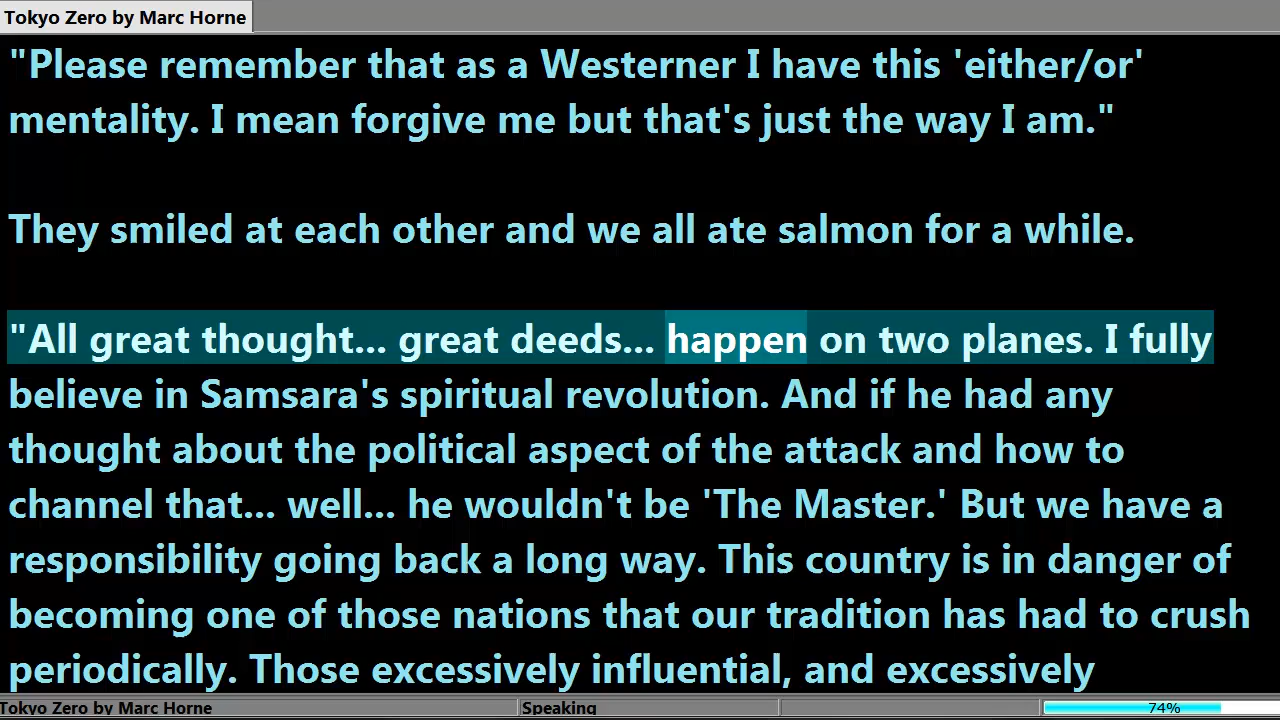 Tokyo Zero by Marc Horne
"Please remember that as a Westerner I have this 'either/or'
mentality. I mean forgive me but that's just the way I am."
They smiled at each other and we all ate salmon for a while.
"All great thought... great deeds... happen on two planes. I fully
believe in Samsara's spiritual revolution. And if he had any
thought about the political aspect of the attack and how to
channel that... well... he wouldn't be 'The Master.' But we have a
responsibility going back a long way. This country is in danger of
becoming one of those nations that our tradition has had to crush
periodically. Those excessively influential, and excessively
Tokyo Zero by Marc Horne Speaking 74%